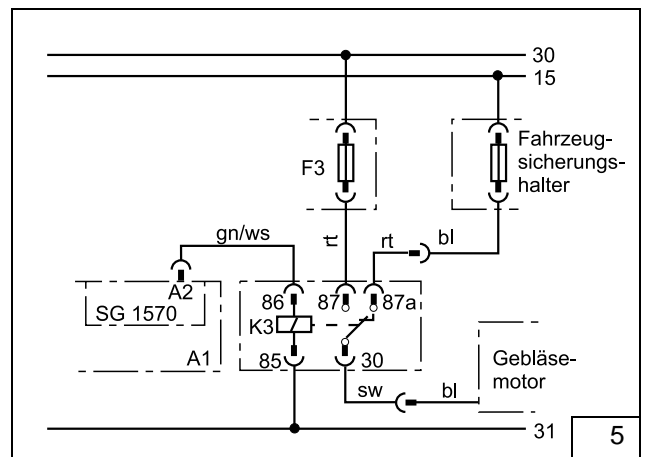 30
15
F3
Fahrzeug-
sicherungs-
halter
gn/ws
rt
rt
bl
A2
SG 1570
A1
86
87
87a
K3
85
30
Gebläse-
motor
sw
bl
31
5